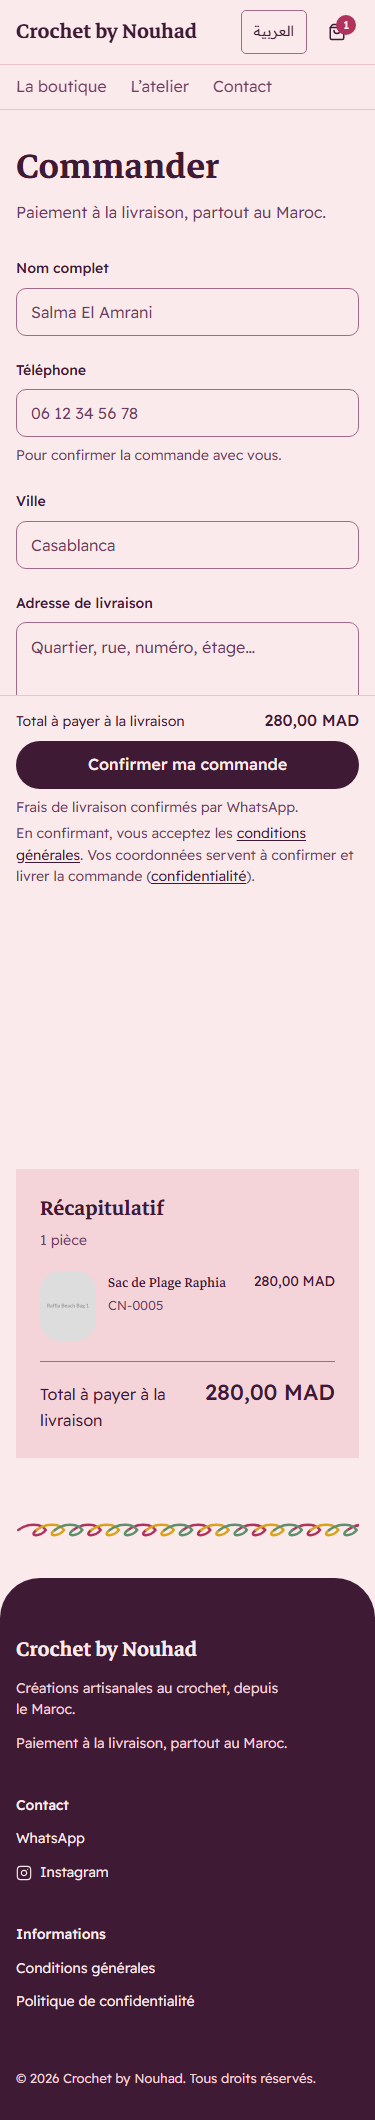 Crochet by Nouhad
العربية
1
La boutique
L’atelier
Contact
Commander
Paiement à la livraison, partout au Maroc.
Nom complet
Salma El Amrani
Téléphone
06 12 34 56 78
Pour confirmer la commande avec vous.
Ville
Casablanca
Adresse de livraison
Quartier, rue, numéro, étage…
Total à payer à la livraison
280,00 MAD
Confirmer ma commande
Frais de livraison confirmés par WhatsApp.
En confirmant, vous acceptez les conditions
générales. Vos coordonnées servent à confirmer et
livrer la commande (confidentialité).
Récapitulatif
1 pièce
Raffia Beach Bag 1
Sac de Plage Raphia
280,00 MAD
CN-0005
Total à payer à la
livraison
280,00 MAD
Crochet by Nouhad
Créations artisanales au crochet, depuis
le Maroc.
Paiement à la livraison, partout au Maroc.
Contact
WhatsApp
Instagram
Informations
Conditions générales
Politique de confidentialité
© 2026 Crochet by Nouhad. Tous droits réservés.